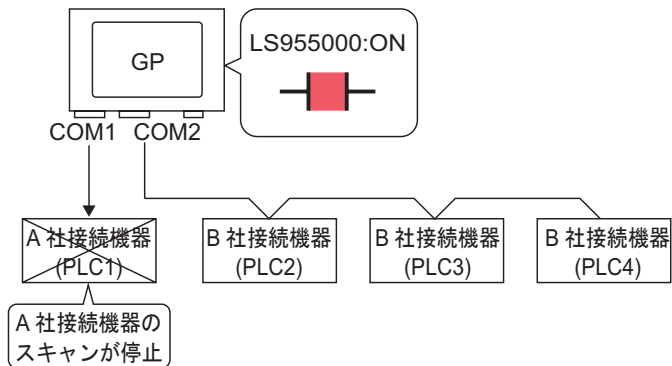 GP
LS955000:ON
COM1
COM2
A 社接続機器
(PLC1)
B 社接続機器
(PLC2)
B 社接続機器
(PLC3)
B 社接続機器
(PLC4)
A 社接続機器の
スキャンが停止